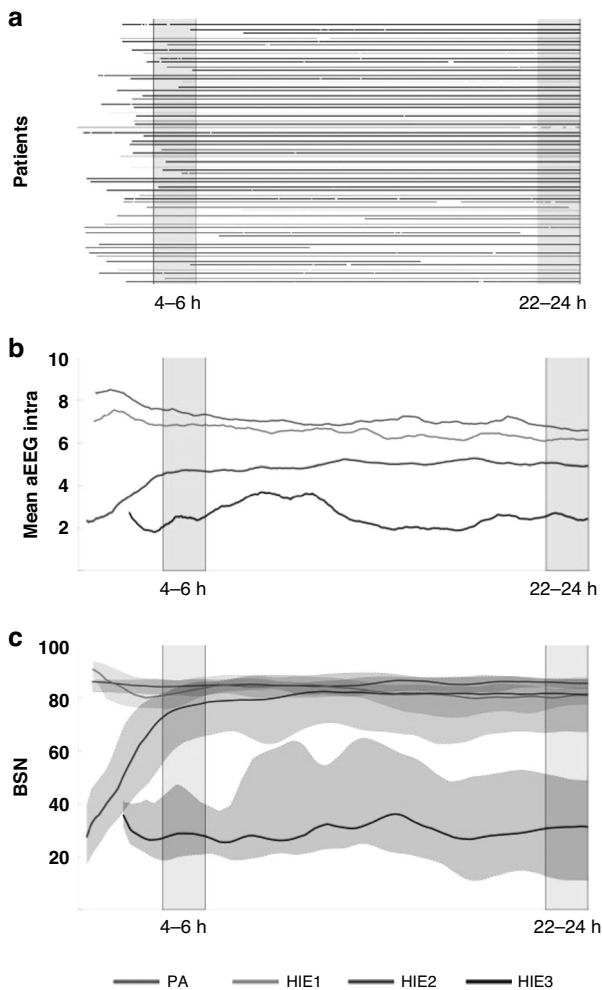 a
Patients
4–6 h 22–24 h
b
Mean aEEG intra
10
8
6
4
2
4–6 h 22–24 h
c
BSN
100
80
60
40
20
4–6 h 22–24 h
PA HIE1 HIE2 HIE3